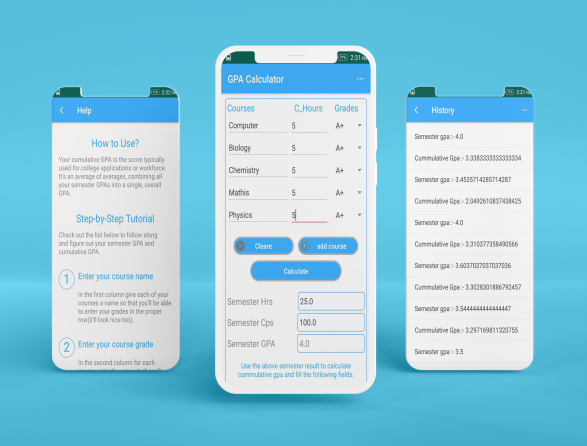 2:32
Help
How to Use?
Your cumulative GPA is the score typically
used for college applications or workforce.
It's an average of averages, combining all
your semester GPAs into a single, overall
GPA.
Step-by-Step Tutorial
Check out the list below to follow along
and figure out your semester GPA and
cumulative GPA.
1 Enter your course name
In the first column give each of your
courses a name so that you'll be able
to enter your grades in the proper
row(it'll look nice too).
2 Enter your course grade
In the second column for each
2:31
GPA Calculator
Courses C_Hours Grades
Computer 5 A+
Biology 5 A+
Chemistry 5 A+
Mathis 5 A+
Physics 5 A+
Cleare add course
Calculate
Semester Hrs 25.0
Semester Cps 100.0
Semester GPA 4.0
Use the above semester result to calculate
cummulative gpa and fill the following fields.
2:31
History
Semester gpa :- 4.0
Cummulative Gpa :- 3.3383333333333334
Semester gpa :- 3.4535714285714287
Cummulative Gpa :- 2.0492610837438425
Semester gpa :- 4.0
Cummulative Gpa :- 3.310377358490566
Semester gpa :- 3.6037037037037036
Cummulative Gpa :- 3.3028301886792457
Semester gpa :- 3.5444444444444447
Cummulative Gpa :- 3.297169811320755
Semester gpa :- 3.5